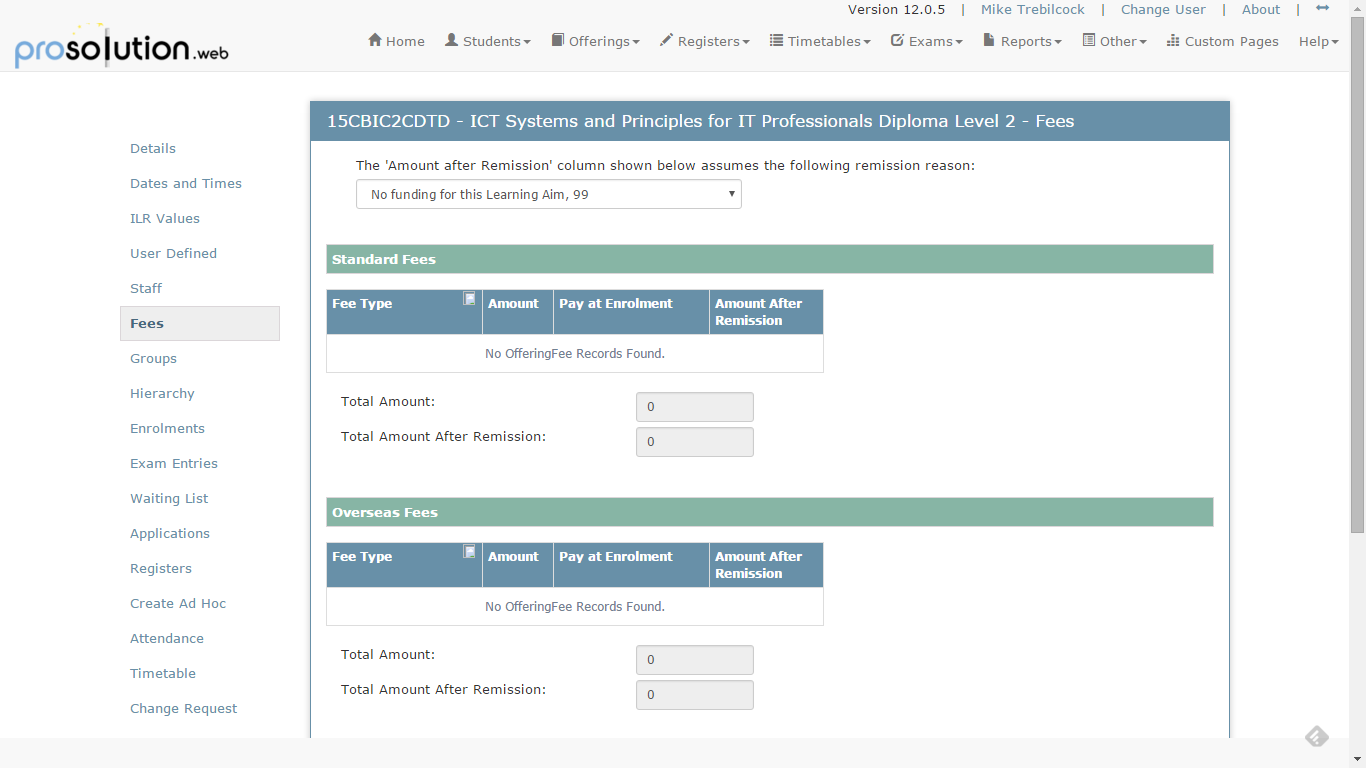 Version 12.0.5 | Mike Trebilcock | Change User | About |
prosolution.web
Home Students Offerings Registers Timetables Exams Reports Other Custom Pages Help
15CBIC2CDTD - ICT Systems and Principles for IT Professionals Diploma Level 2 - Fees
Details
Dates and Times
ILR Values
User Defined
Staff
Fees
Groups
Hierarchy
Enrolments
Exam Entries
Waiting List
Applications
Registers
Create Ad Hoc
Attendance
Timetable
Change Request
The 'Amount after Remission' column shown below assumes the following remission reason:
No funding for this Learning Aim, 99
Standard Fees
Fee Type Amount Pay at Enrolment Amount After
Remission
No OfferingFee Records Found.
Total Amount: 0
Total Amount After Remission: 0
Overseas Fees
Fee Type Amount Pay at Enrolment Amount After
Remission
No OfferingFee Records Found.
Total Amount: 0
Total Amount After Remission: 0